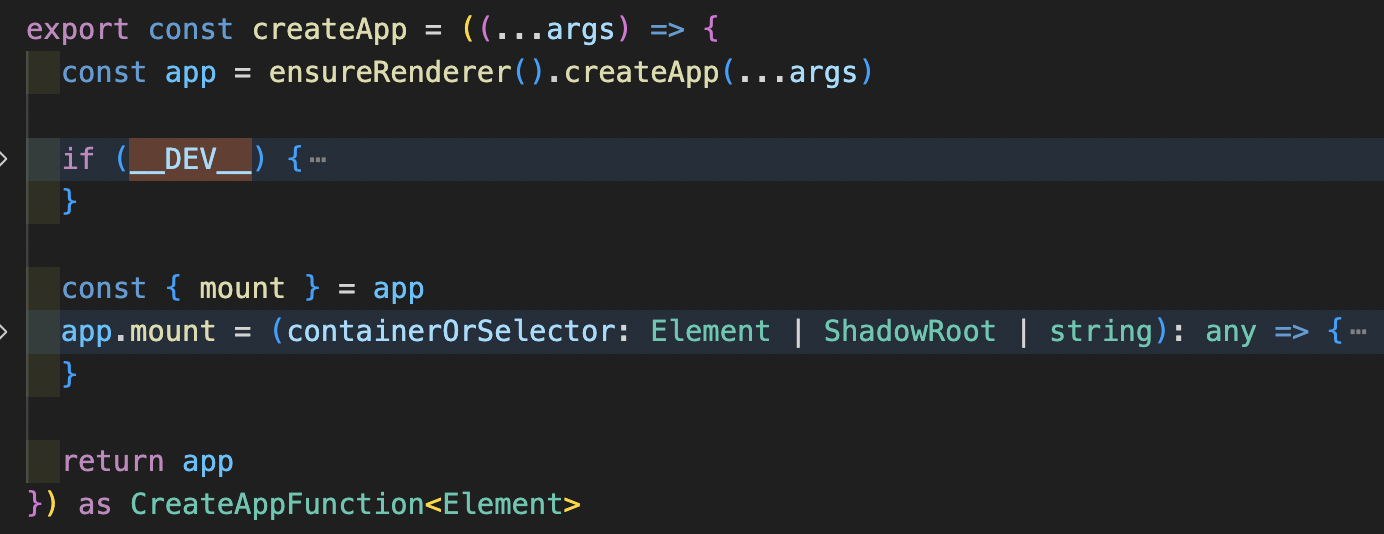 export const createApp = ((...args) => {
const app = ensureRenderer().createApp(...args)
if (__DEV__) {⋯
}
const { mount } = app
app.mount = (containerOrSelector: Element | ShadowRoot | string): any => {⋯
}
return app
}) as CreateAppFunction<Element>